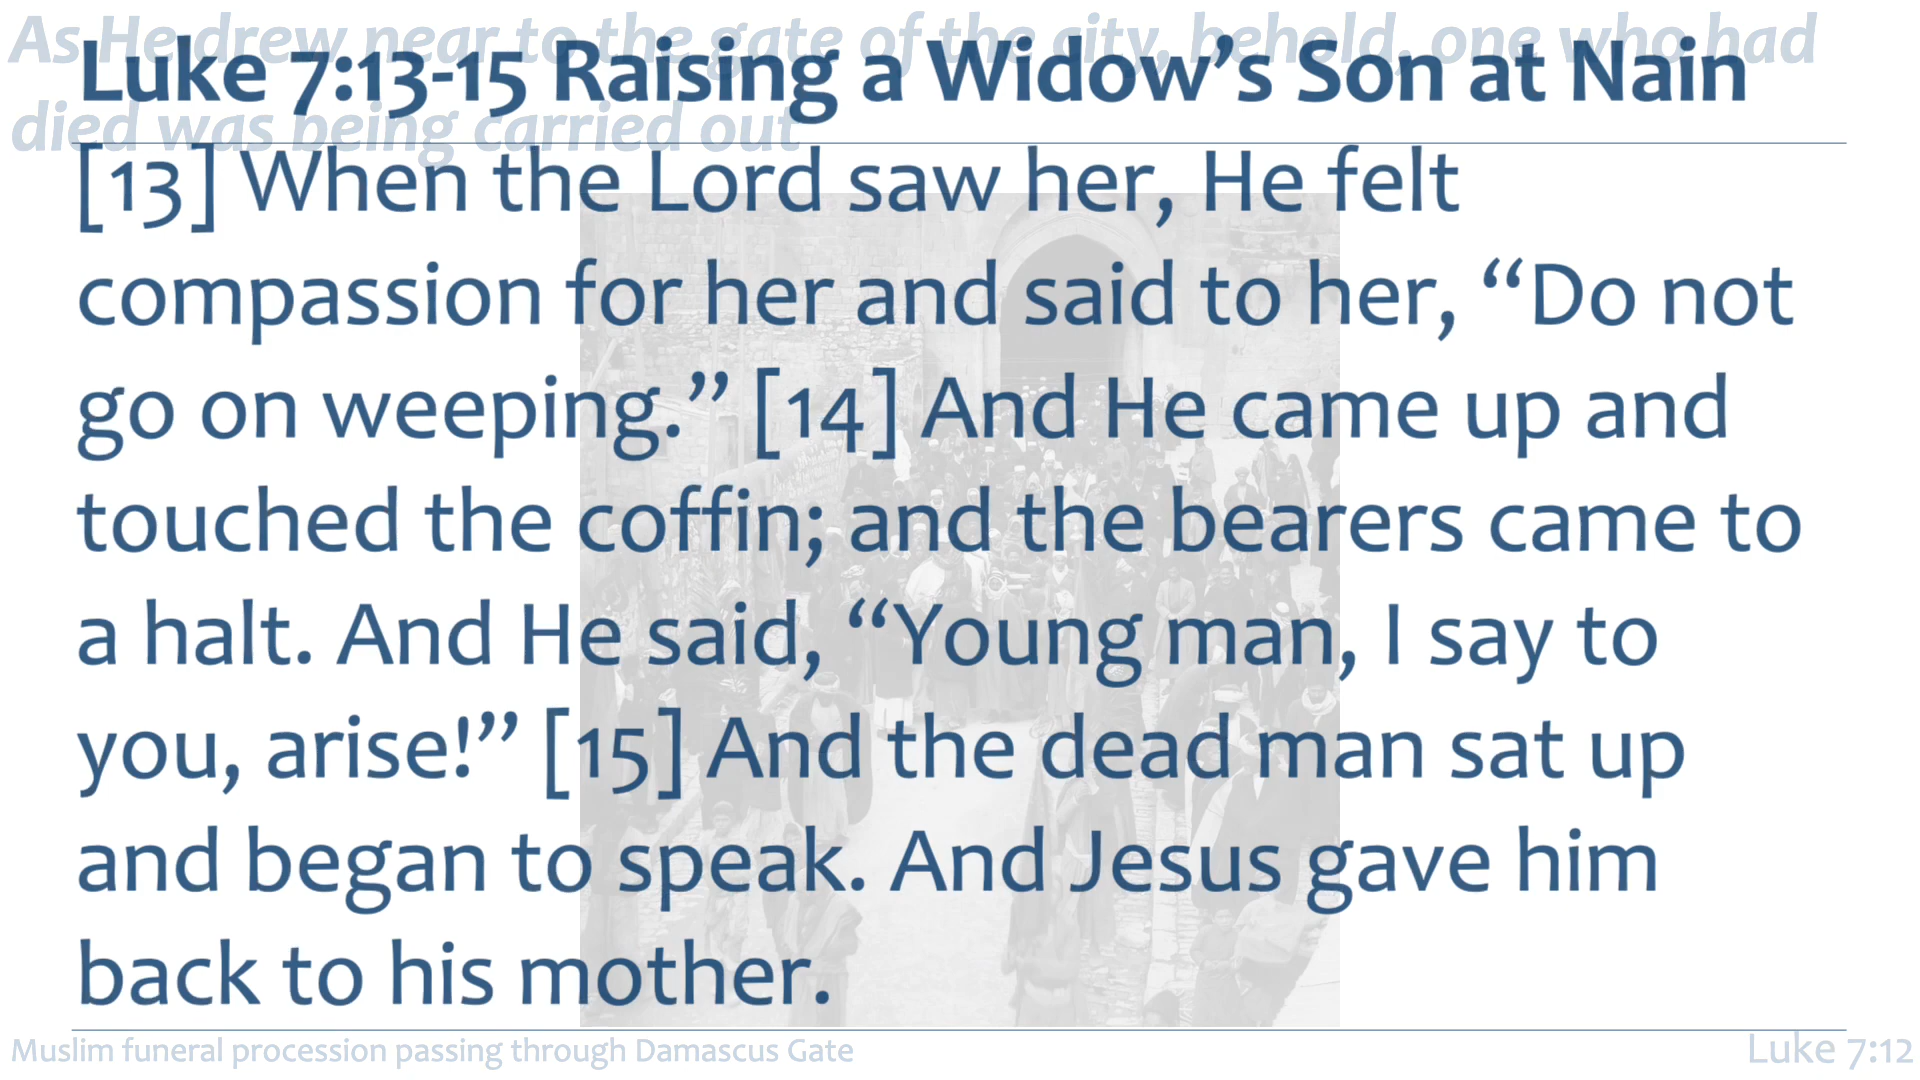 As He drew near to the gate of the city, behold, one who had
died was being carried out
Luke 7:13-15 Raising a Widow’s Son at Nain
[13] When the Lord saw her, He felt
compassion for her and said to her, “Do not
go on weeping.” [14] And He came up and
touched the coffin; and the bearers came to
a halt. And He said, “Young man, I say to
you, arise!” [15] And the dead man sat up
and began to speak. And Jesus gave him
back to his mother.
Muslim funeral procession passing through Damascus Gate
Luke 7:12